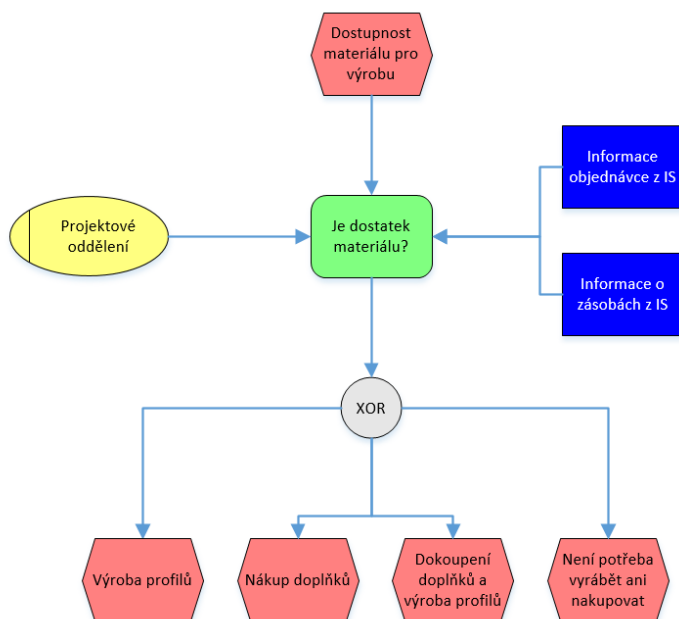 Dostupnost
materiálu pro
výrobu
Informace
objednávce z IS
Projektové
oddělení
Je dostatek
materiálu?
Informace o
zásobách z IS
XOR
Výroba profilů
Nákup doplňků
Dokoupení
doplňků a
výroba profilů
Není potřeba
vyrábět ani
nakupovat